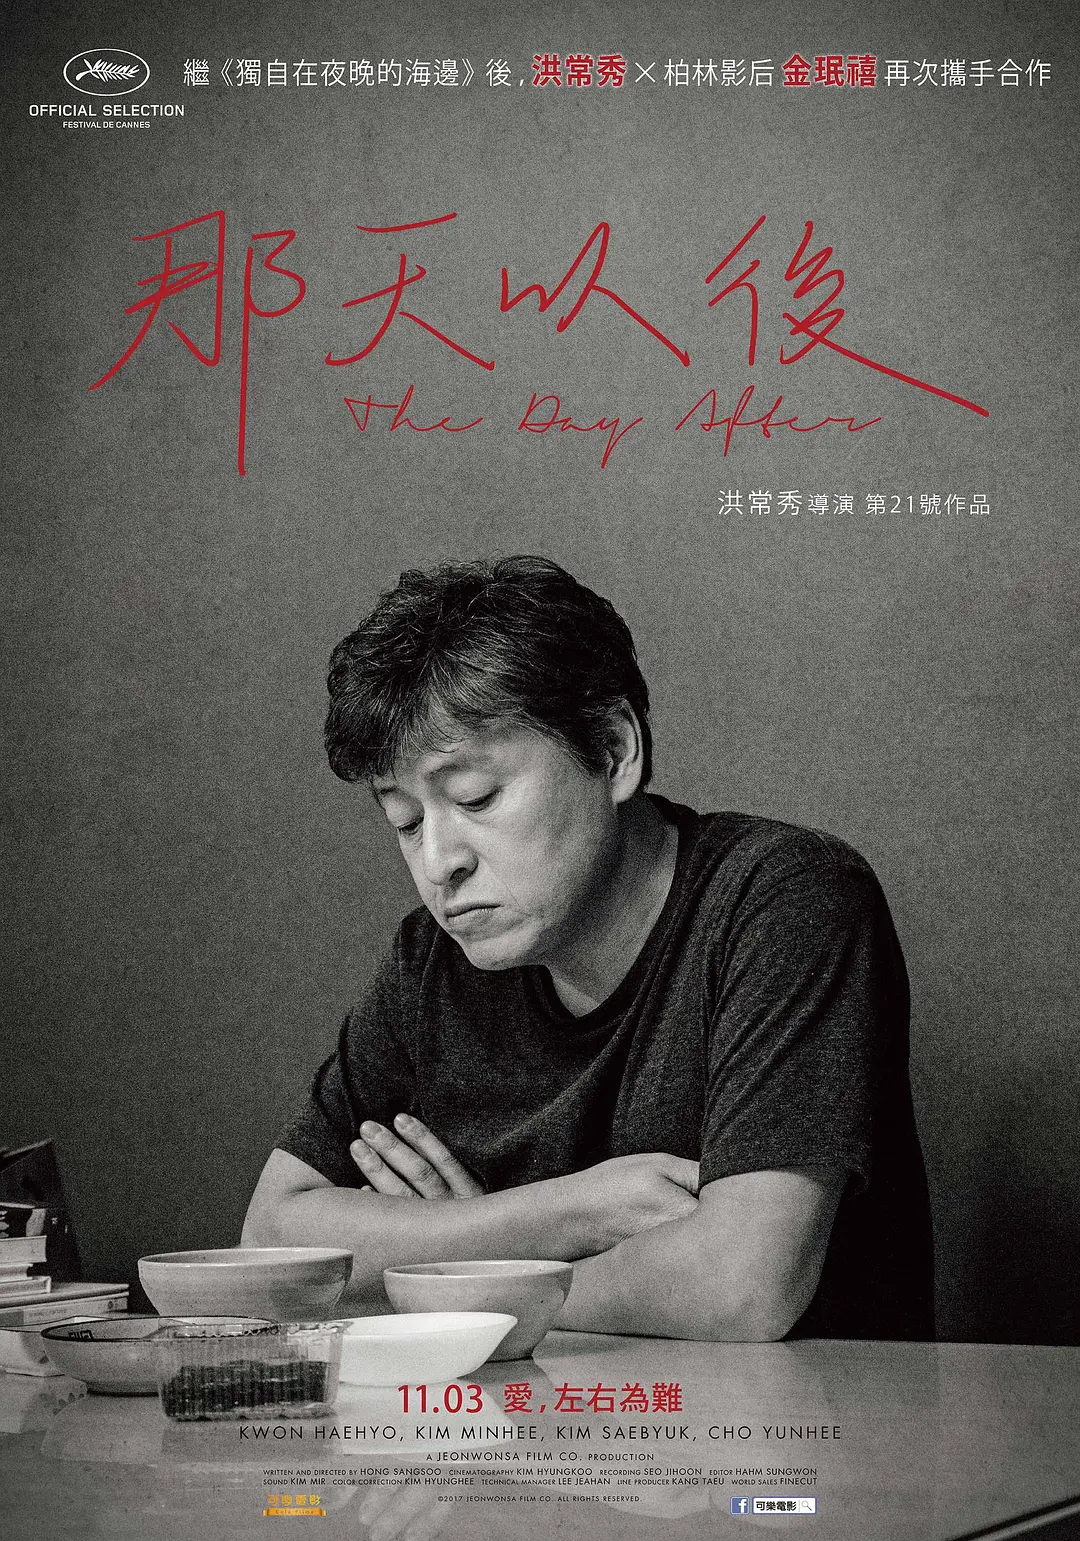 OFFICIAL SELECTION
FESTIVAL DE CANNES
繼《獨自在夜晚的海邊》後,洪常秀×柏林影后 金珉禧 再次攜手合作
那天以後
The Day After
洪常秀導演 第21號作品
11.03 愛,左右為難
KWON HAEHYO, KIM MINHEE, KIM SAEBYUK, CHO YUNHEE
A JEONWONSA FILM CO. PRODUCTION
WRITTEN AND DIRECTED BY HONG SANGSOO CINEMATOGRAPHY KIM HYUNGKOO RECORDING SEO JIHOON EDITOR HAHM SUNGWON
SOUND KIM MIR COLOR CORRECTION KIM HYUNGHEE TECHNICAL MANAGER LEE JEAHAN LINE PRODUCER KANG TAEU WORLD SALES FINECUT
©2017 JEONWONSA FILM CO. ALL RIGHTS RESERVED.
可樂電影
f 可樂電影